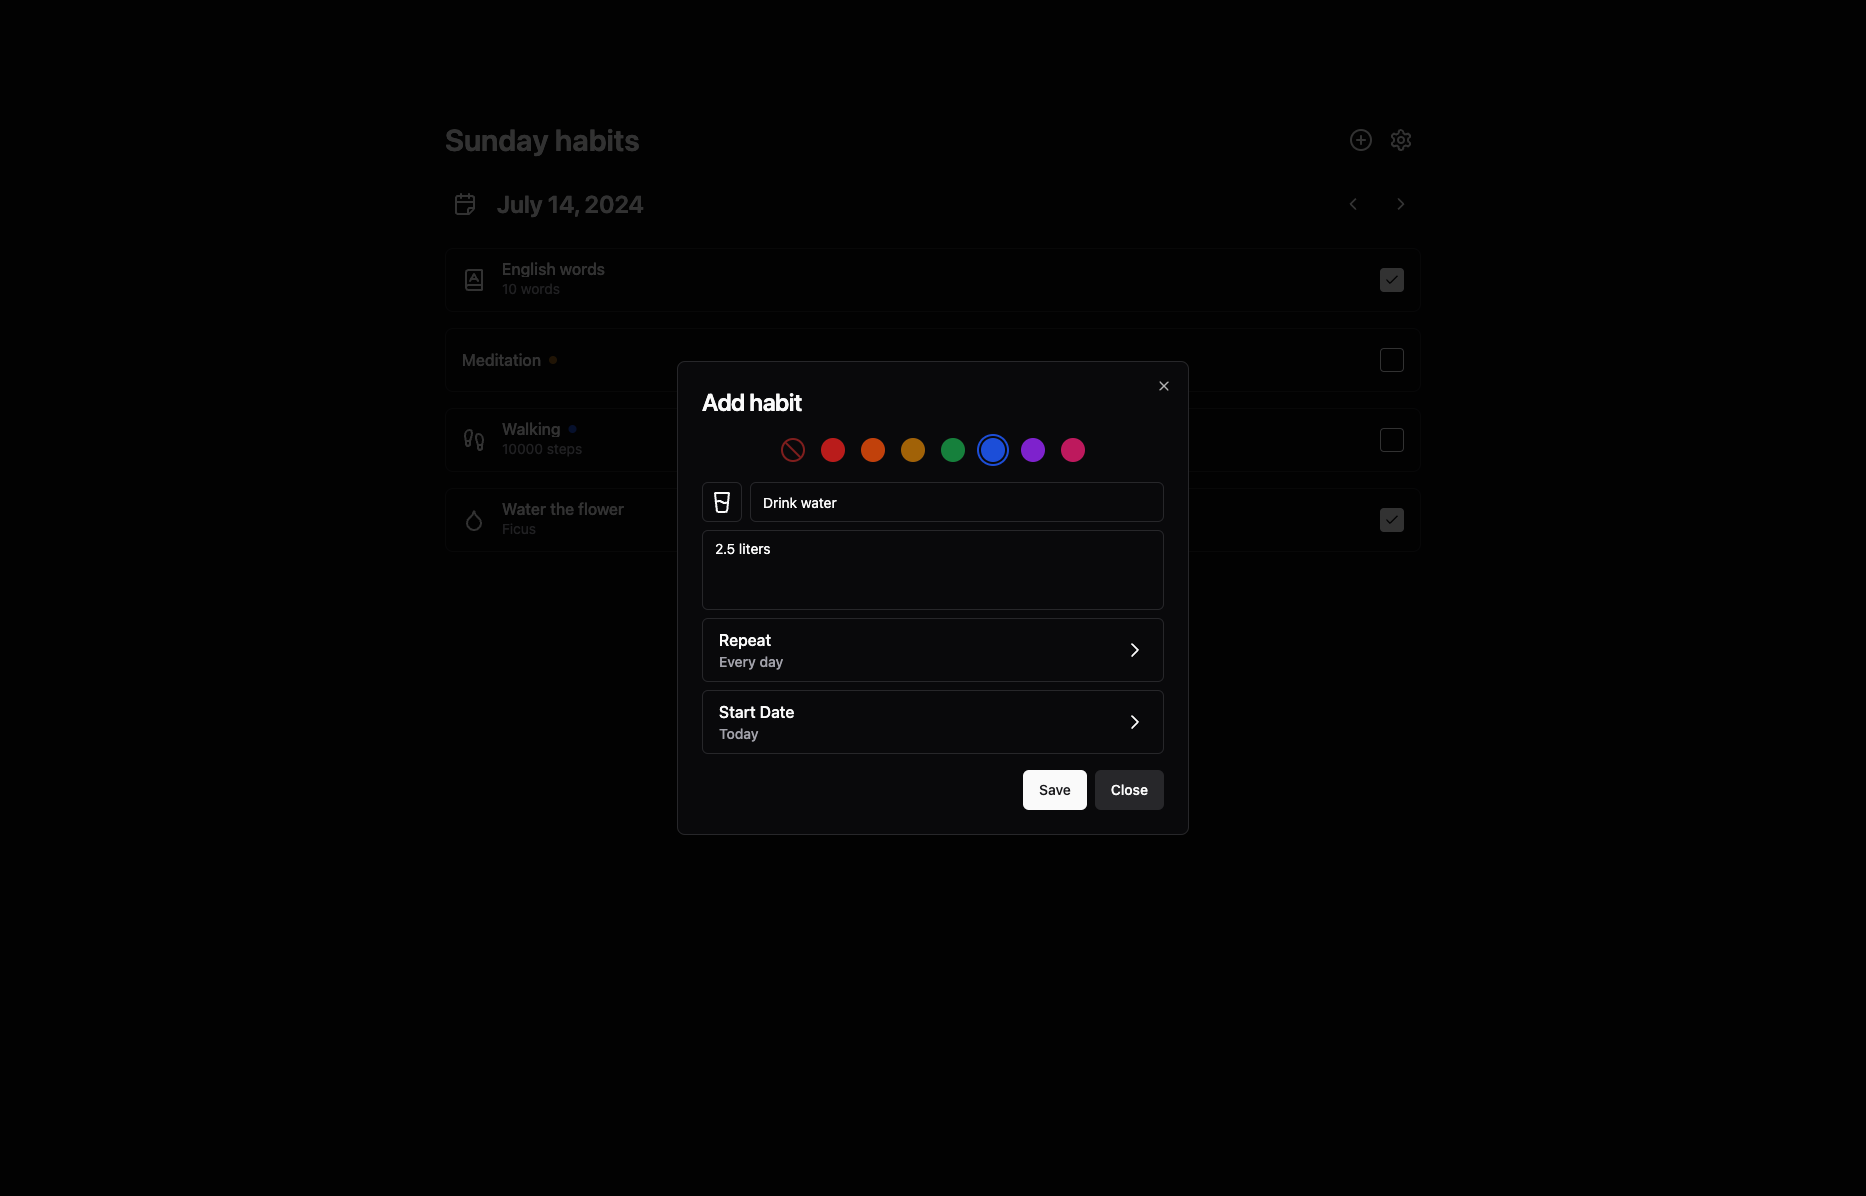 Sunday habits
July 14, 2024
English words
10 words
Meditation
Walking
10000 steps
Water the flower
Ficus
Add habit
Drink water
2.5 liters
Repeat
Every day
Start Date
Today
Save
Close